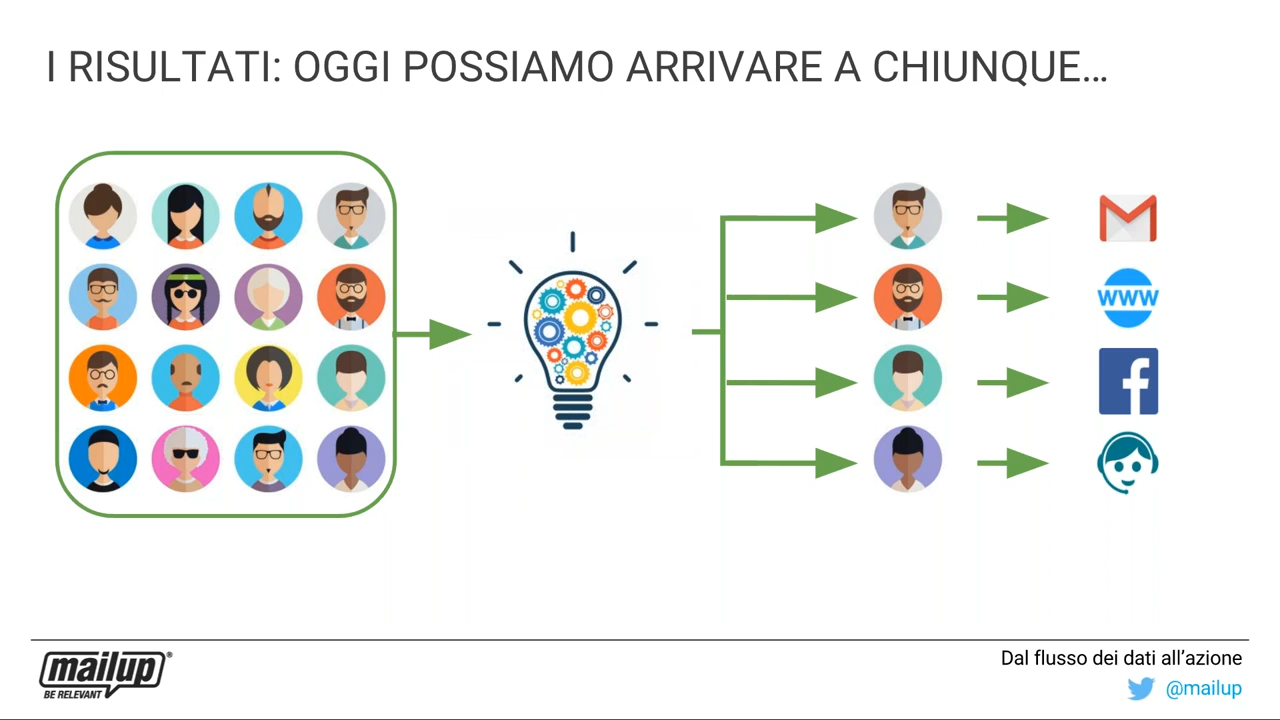 I RISULTATI: OGGI POSSIAMO ARRIVARE A CHIUNQUE…
WWW
mailup®
BE RELEVANT
Dal flusso dei dati all’azione
@mailup